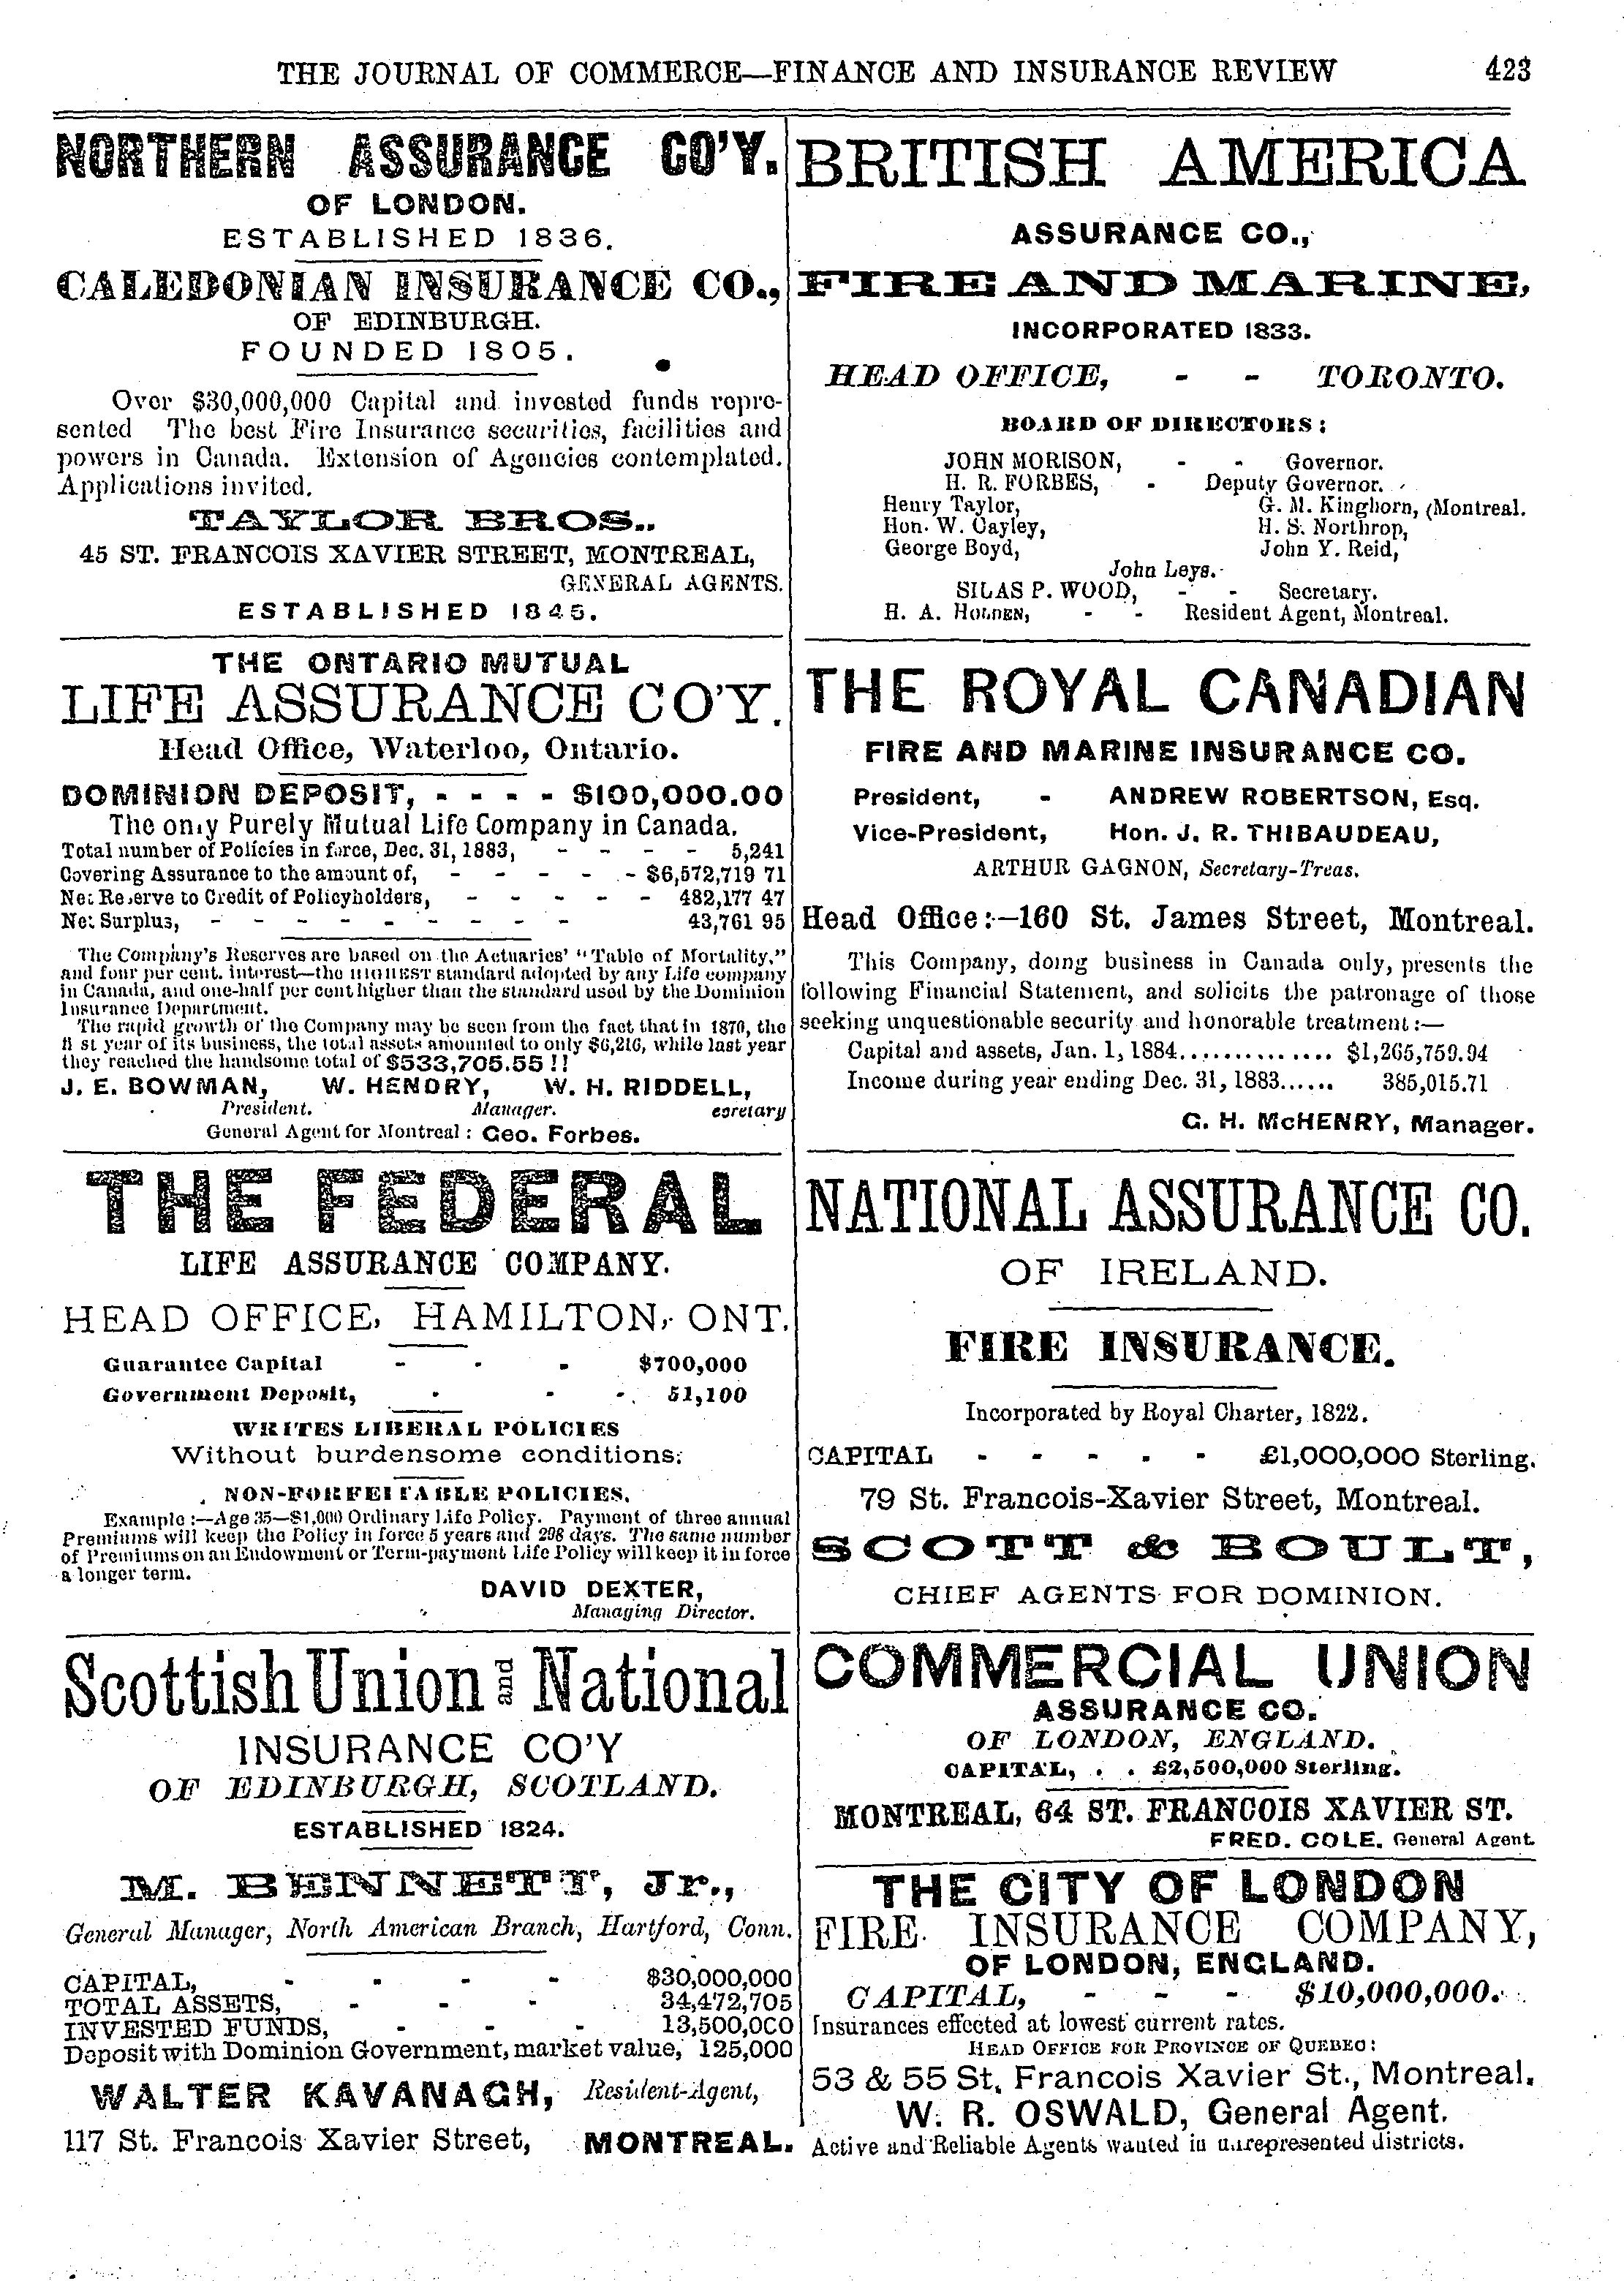 THE JOURNAL OF COMMERCE—FINANCE AND INSURANCE REVIEW 423
NORTHERN ASSURANCE CO'Y.
OF LONDON.
ESTABLISHED 1836.
CALEDONIAN INSURANCE CO.,
OF EDINBURGH.
FOUNDED 1805.
Over $30,000,000 Capital and invested funds repre-
sented The best Fire Insurance securities, facilities and
powers in Canada. Extension of Agencies contemplated.
Applications invited.
TAYLOR BROS..
45 ST. FRANCOIS XAVIER STREET, MONTREAL,
GENERAL AGENTS.
ESTABLISHED 1845.
THE ONTARIO MUTUAL
LIFE ASSURANCE CO'Y.
Head Office, Waterloo, Ontario.
DOMINION DEPOSIT, - - - - $100,000.00
The only Purely Mutual Life Company in Canada.
Total number of Policies in force, Dec. 31, 1883, - - - - 5,241
Covering Assurance to the amount of, - - - - - $6,572,719 71
Net Reserve to Credit of Policyholders, - - - - - 482,177 47
Net Surplus, - - - - - - - - - 43,761 95
The Company's Reserves are based on the Actuaries' "Table of Mortality,"
and four per cent. interest—the HIGHEST standard adopted by any Life company
in Canada, and one-half per cent higher than the standard used by the Dominion
Insurance Department.
The rapid growth of the Company may be seen from the fact that in 1870, the
fi st year of its business, the total assets amounted to only $6,216, while last year
they reached the handsome total of $533,705.55 !!
J. E. BOWMAN, W. HENDRY, W. H. RIDDELL,
President. Manager. ecretary
General Agent for Montreal : Geo. Forbes.
THE FEDERAL
LIFE ASSURANCE COMPANY.
HEAD OFFICE, HAMILTON, ONT.
Guarantee Capital - - - $700,000
Government Deposit, - - - 51,100
WRITES LIBERAL POLICIES
Without burdensome conditions.
NON-FORFEITABLE POLICIES.
Example :—Age 35—$1,000 Ordinary Life Policy. Payment of three annual
Premiums will keep the Policy in force 5 years and 298 days. The same number
of Premiums on an Endowment or Term-payment Life Policy will keep it in force
a longer term.
DAVID DEXTER,
Managing Director.
Scottish Union and National
INSURANCE CO'Y
OF EDINBURGH, SCOTLAND.
ESTABLISHED 1824.
M. BENNETT, Jr.,
General Manager, North American Branch, Hartford, Conn.
CAPITAL, - - - - $30,000,000
TOTAL ASSETS, - - - 34,472,705
INVESTED FUNDS, - - - 13,500,000
Deposit with Dominion Government, market value, 125,000
WALTER KAVANAGH, Resident-Agent,
117 St. Francois Xavier Street, MONTREAL.
BRITISH AMERICA
ASSURANCE CO.,
FIRE AND MARINE,
INCORPORATED 1833.
HEAD OFFICE, - - TORONTO.
BOARD OF DIRECTORS:
JOHN MORISON, - - Governor.
H. R. FORBES, - Deputy Governor.
Henry Taylor, G. M. Kinghorn, (Montreal.
Hon. W. Cayley, H. S. Northrop,
George Boyd, John Y. Reid,
John Leys.
SILAS P. WOOD, - - Secretary.
H. A. HOLDEN, - - Resident Agent, Montreal.
THE ROYAL CANADIAN
FIRE AND MARINE INSURANCE CO.
President, - ANDREW ROBERTSON, Esq.
Vice-President, Hon. J. R. THIBAUDEAU,
ARTHUR GAGNON, Secretary-Treas.
Head Office:—160 St. James Street, Montreal.
This Company, doing business in Canada only, presents the
following Financial Statement, and solicits the patronage of those
seeking unquestionable security and honorable treatment:—
Capital and assets, Jan. 1, 1884............... $1,265,759.94
Income during year ending Dec. 31, 1883...... 385,015.71
G. H. McHENRY, Manager.
NATIONAL ASSURANCE CO.
OF IRELAND.
FIRE INSURANCE.
Incorporated by Royal Charter, 1822.
CAPITAL - - - - - £1,000,000 Sterling.
79 St. Francois-Xavier Street, Montreal.
SCOTT & BOULT,
CHIEF AGENTS FOR DOMINION.
COMMERCIAL UNION
ASSURANCE CO.
OF LONDON, ENGLAND.
CAPITAL, . . £2,500,000 Sterling.
MONTREAL, 64 ST. FRANCOIS XAVIER ST.
FRED. COLE, General Agent.
THE CITY OF LONDON
FIRE INSURANCE COMPANY,
OF LONDON, ENGLAND.
CAPITAL, - - - $10,000,000.
Insurances effected at lowest current rates.
HEAD OFFICE FOR PROVINCE OF QUEBEC:
53 & 55 St. Francois Xavier St., Montreal.
W. R. OSWALD, General Agent.
Active and Reliable Agents wanted in unrepresented districts.